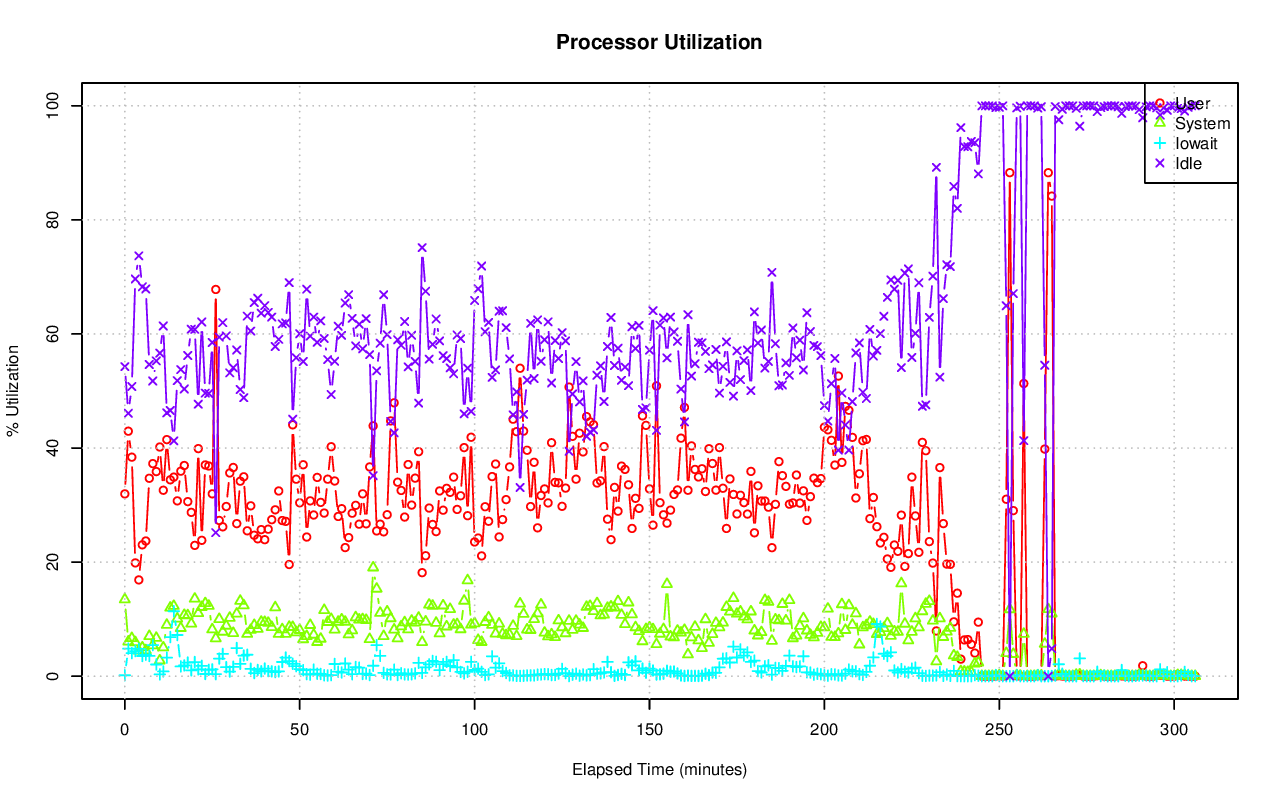 Processor Utilization
% Utilization
100
80
60
40
20
0
User
System
Iowait
Idle
0 50 100 150 200 250 300
Elapsed Time (minutes)